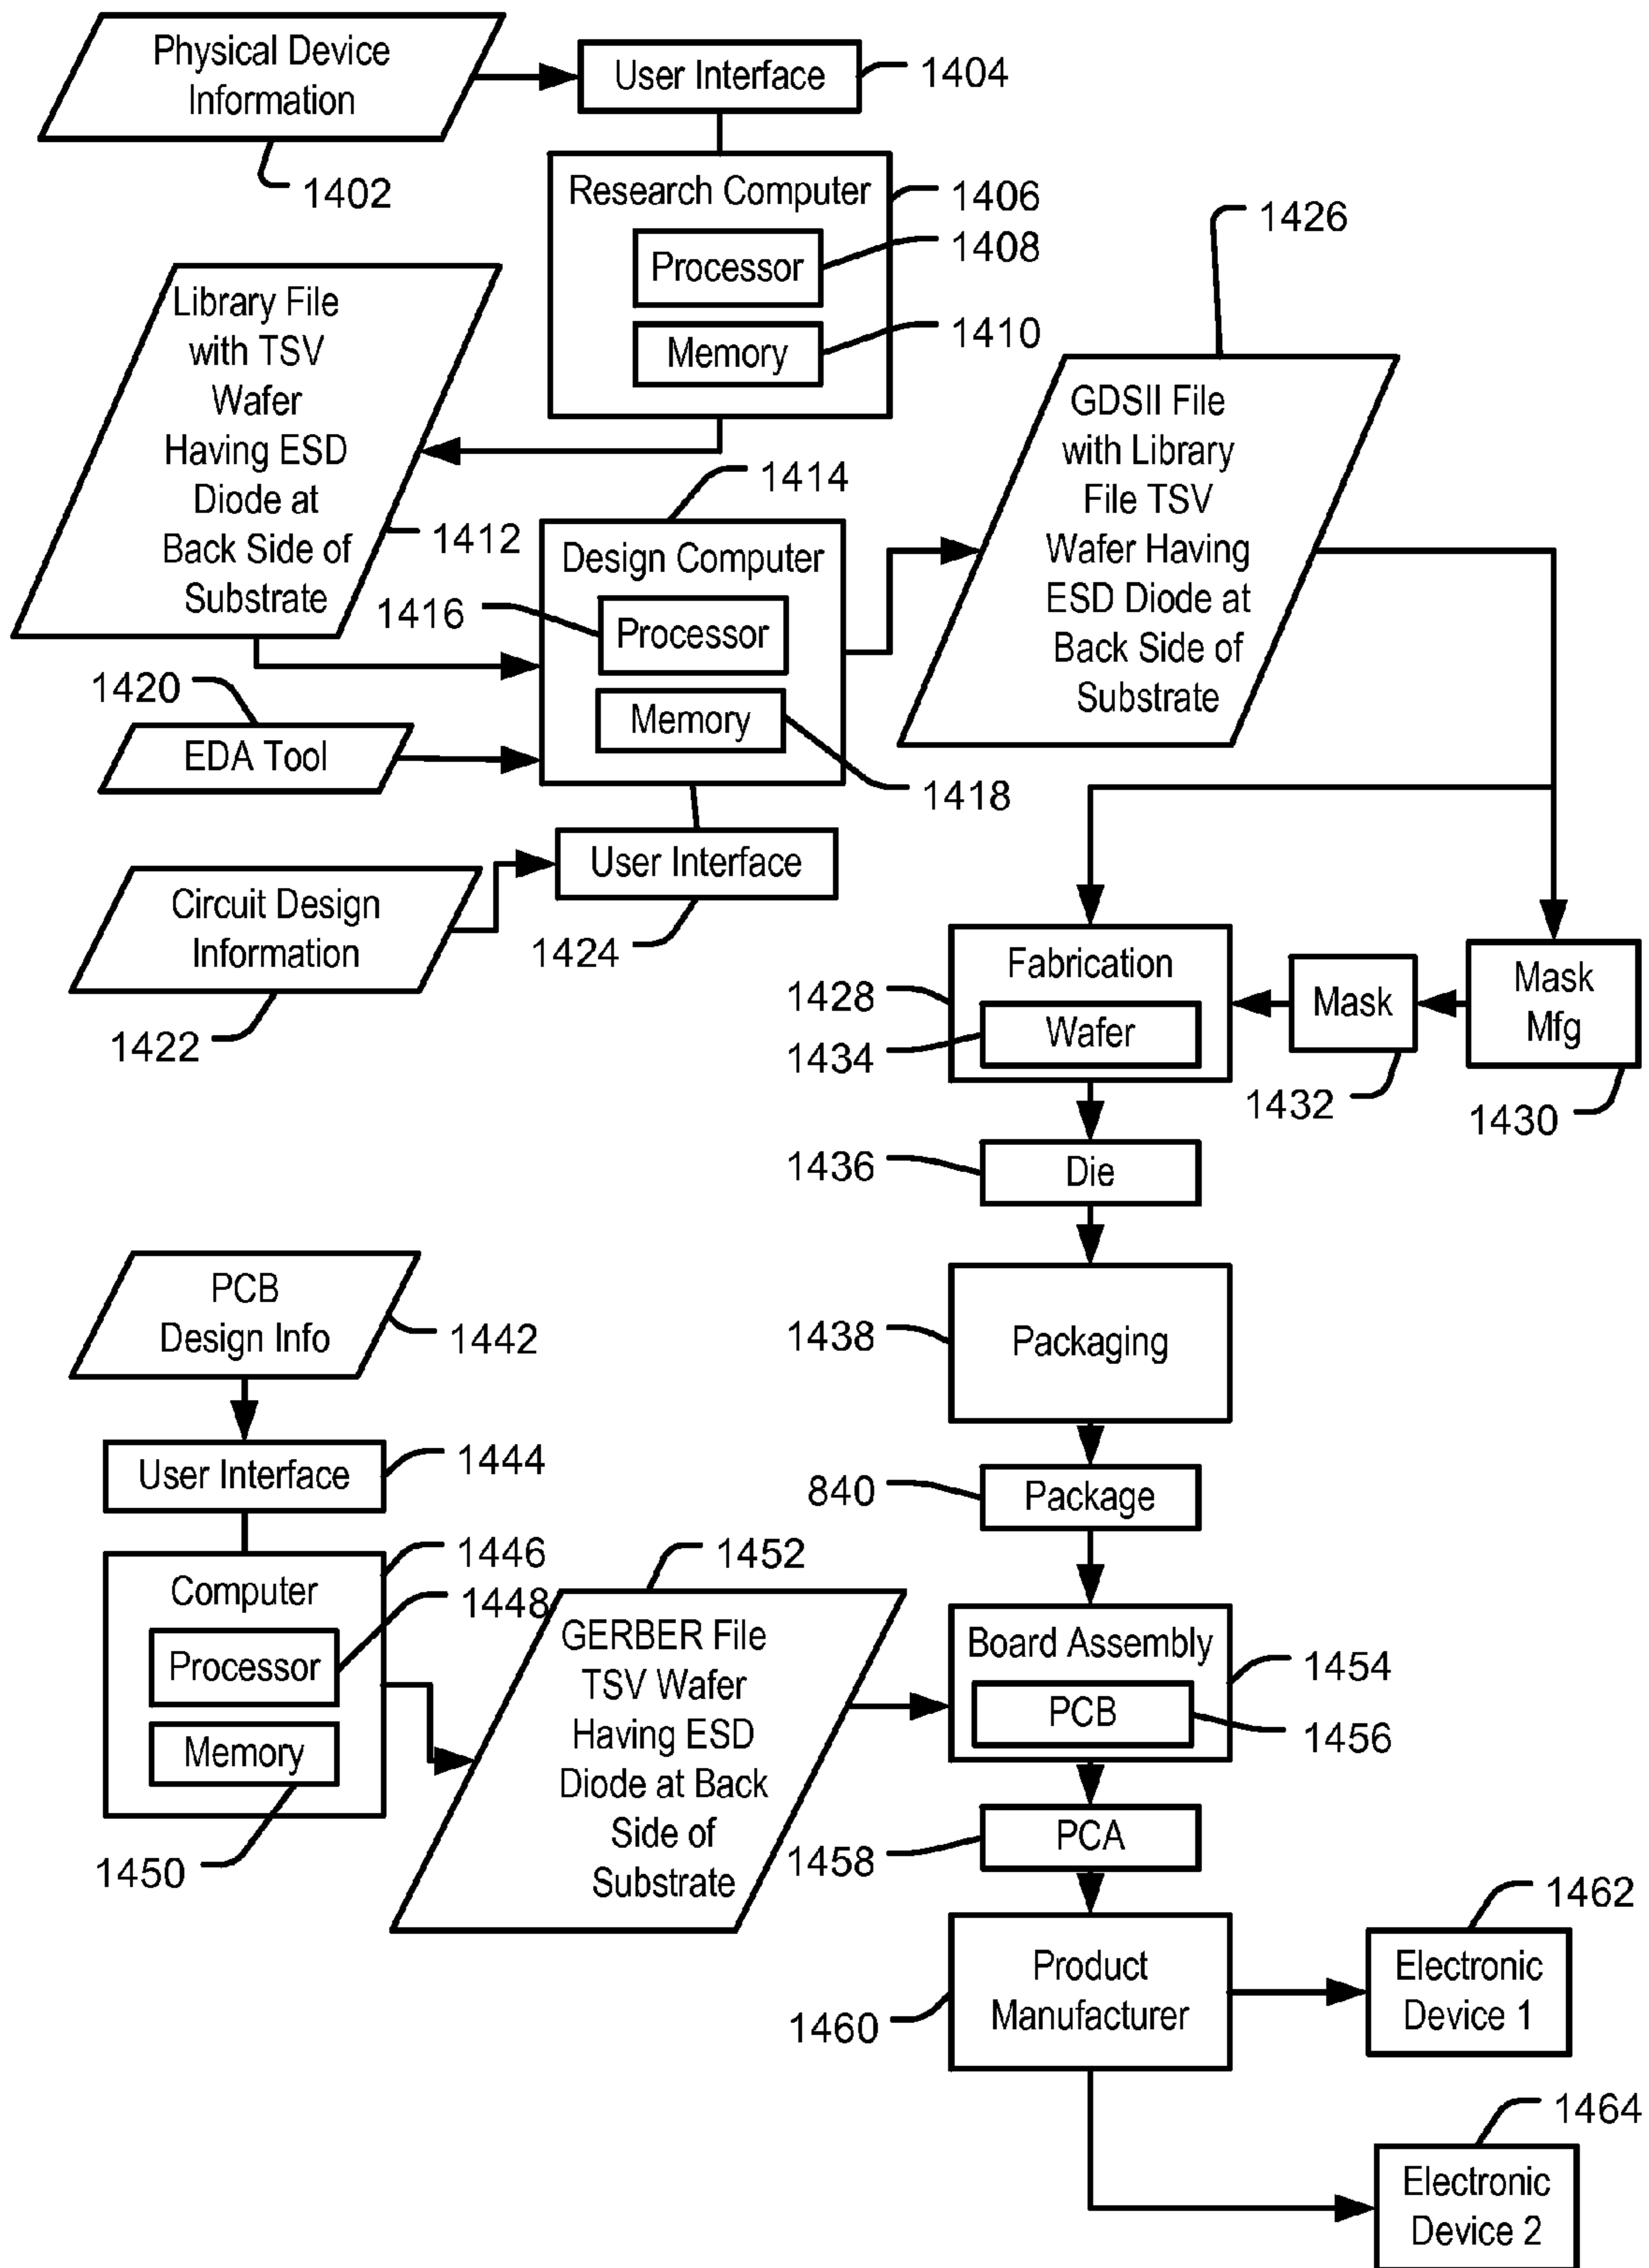 Physical Device
Information
1402
User Interface
1404
Research Computer
1406
Processor
1408
Memory
1410
Library File
with TSV
Wafer
Having ESD
Diode at
Back Side of
Substrate
1412
1414
Design Computer
1416
Processor
Memory
1418
1420
EDA Tool
User Interface
1424
Circuit Design
Information
1422
1426
GDSII File
with Library
File TSV
Wafer Having
ESD Diode at
Back Side of
Substrate
Fabrication
1428
Wafer
1434
Mask
1432
Mask
Mfg
1430
1436
Die
1438
Packaging
840
Package
PCB
Design Info
1442
User Interface
1444
Computer
1446
Processor
1448
Memory
1450
1452
GERBER File
TSV Wafer
Having ESD
Diode at Back
Side of
Substrate
Board Assembly
1454
PCB
1456
PCA
1458
Product
Manufacturer
1460
1462
Electronic
Device 1
1464
Electronic
Device 2